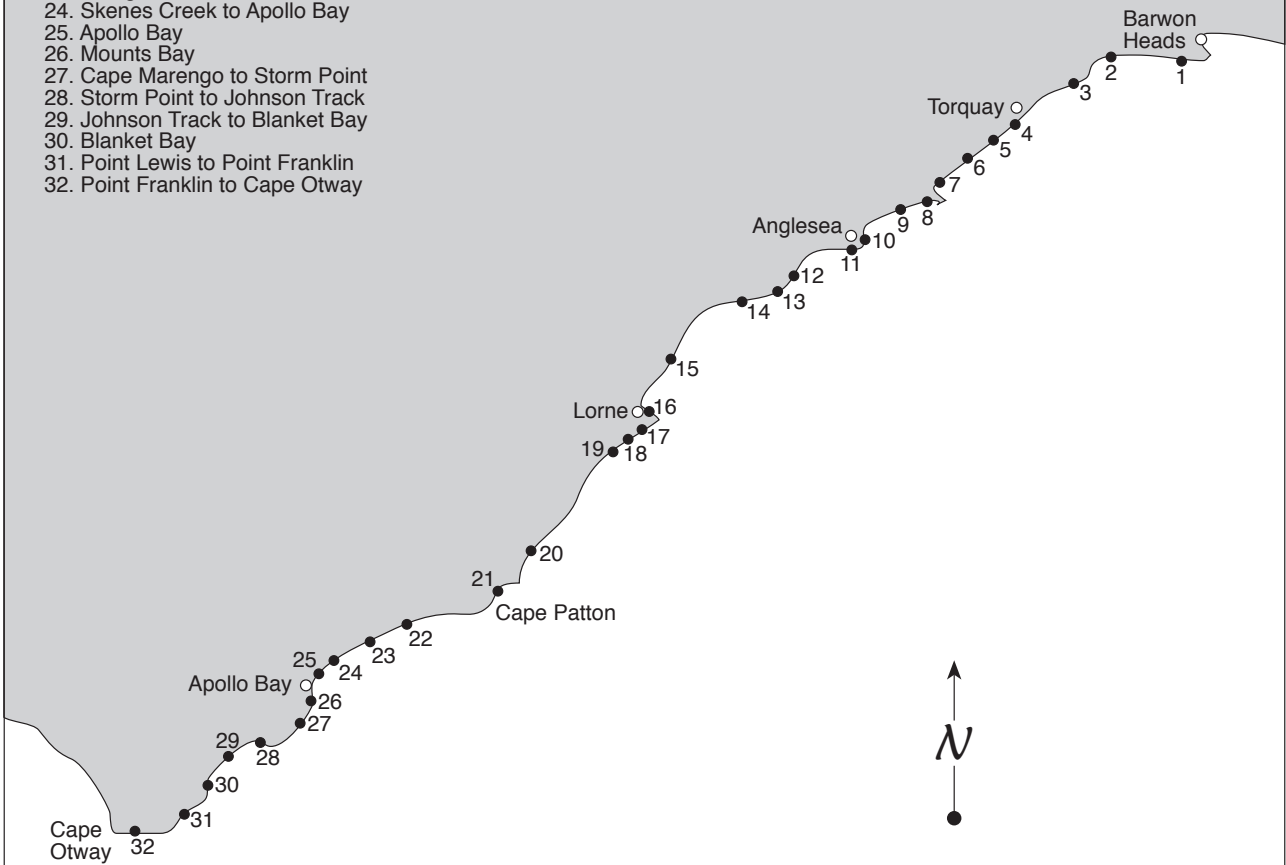 24. Skenes Creek to Apollo Bay
25. Apollo Bay
26. Mounts Bay
27. Cape Marengo to Storm Point
28. Storm Point to Johnson Track
29. Johnson Track to Blanket Bay
30. Blanket Bay
31. Point Lewis to Point Franklin
32. Point Franklin to Cape Otway
Barwon
Heads
1
2
3
Torquay
4
5
6
7
8
9
Anglesea
10
11
12
13
14
15
Lorne
16
17
18
19
20
21
Cape Patton
22
23
24
25
Apollo Bay
26
27
28
29
30
31
32
Cape
Otway
N